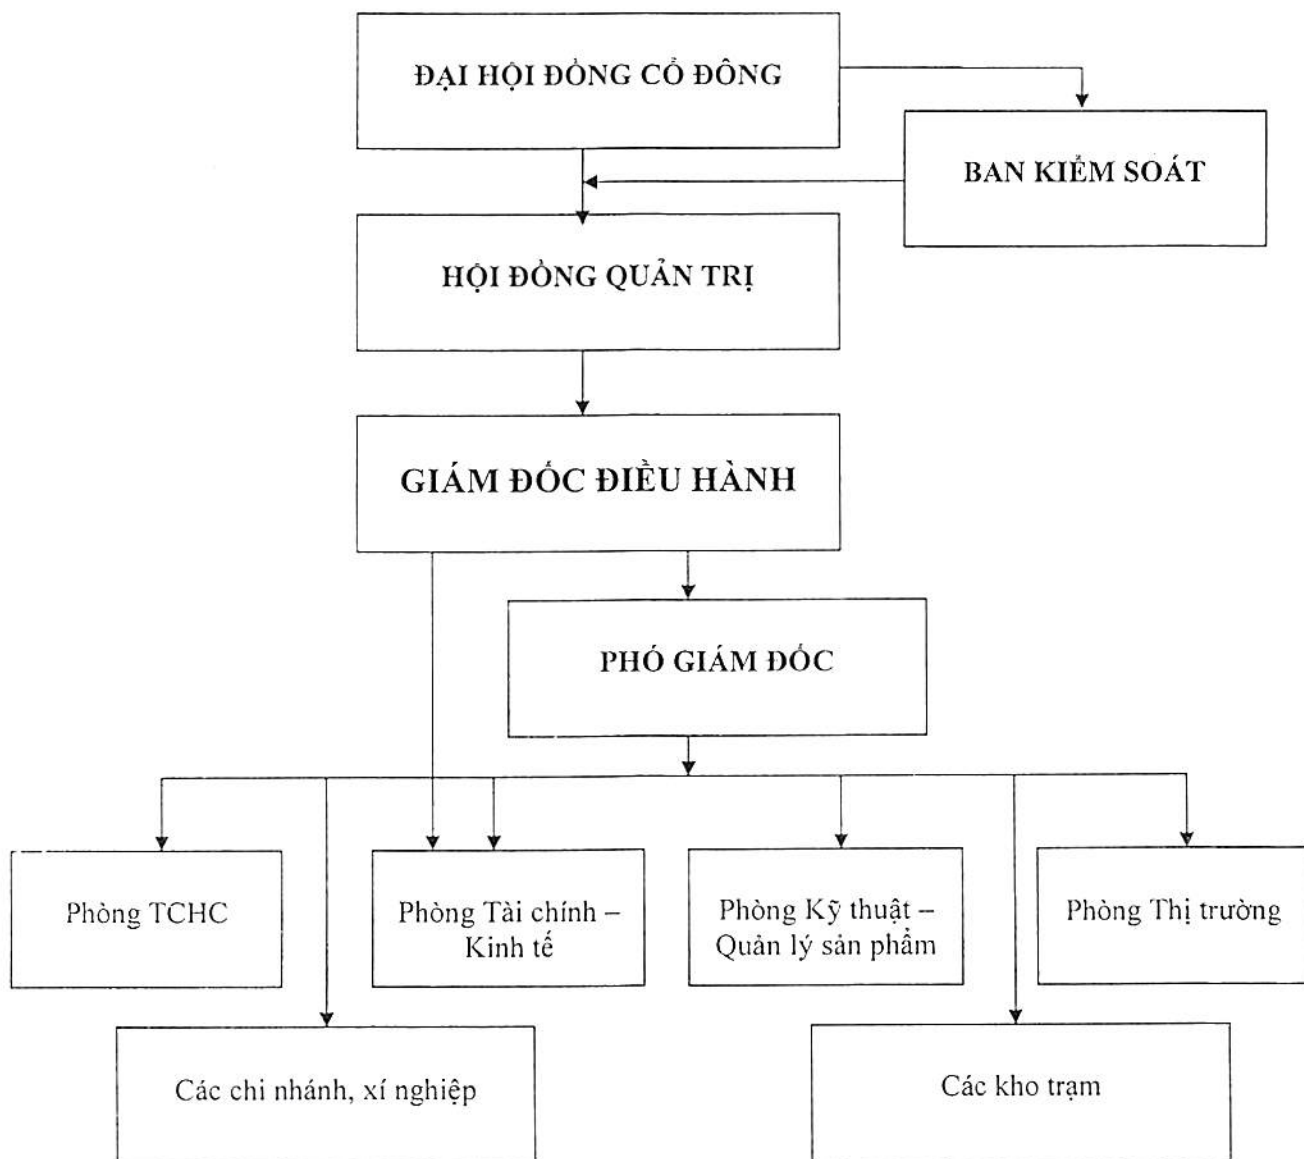 ĐẠI HỘI ĐỒNG CỔ ĐÔNG
BAN KIỂM SOÁT
HỘI ĐỒNG QUẢN TRỊ
GIÁM ĐỐC ĐIỀU HÀNH
PHÓ GIÁM ĐỐC
Phòng TCHC
Phòng Tài chính –
Kinh tế
Phòng Kỹ thuật –
Quản lý sản phẩm
Phòng Thị trường
Các chi nhánh, xí nghiệp
Các kho trạm